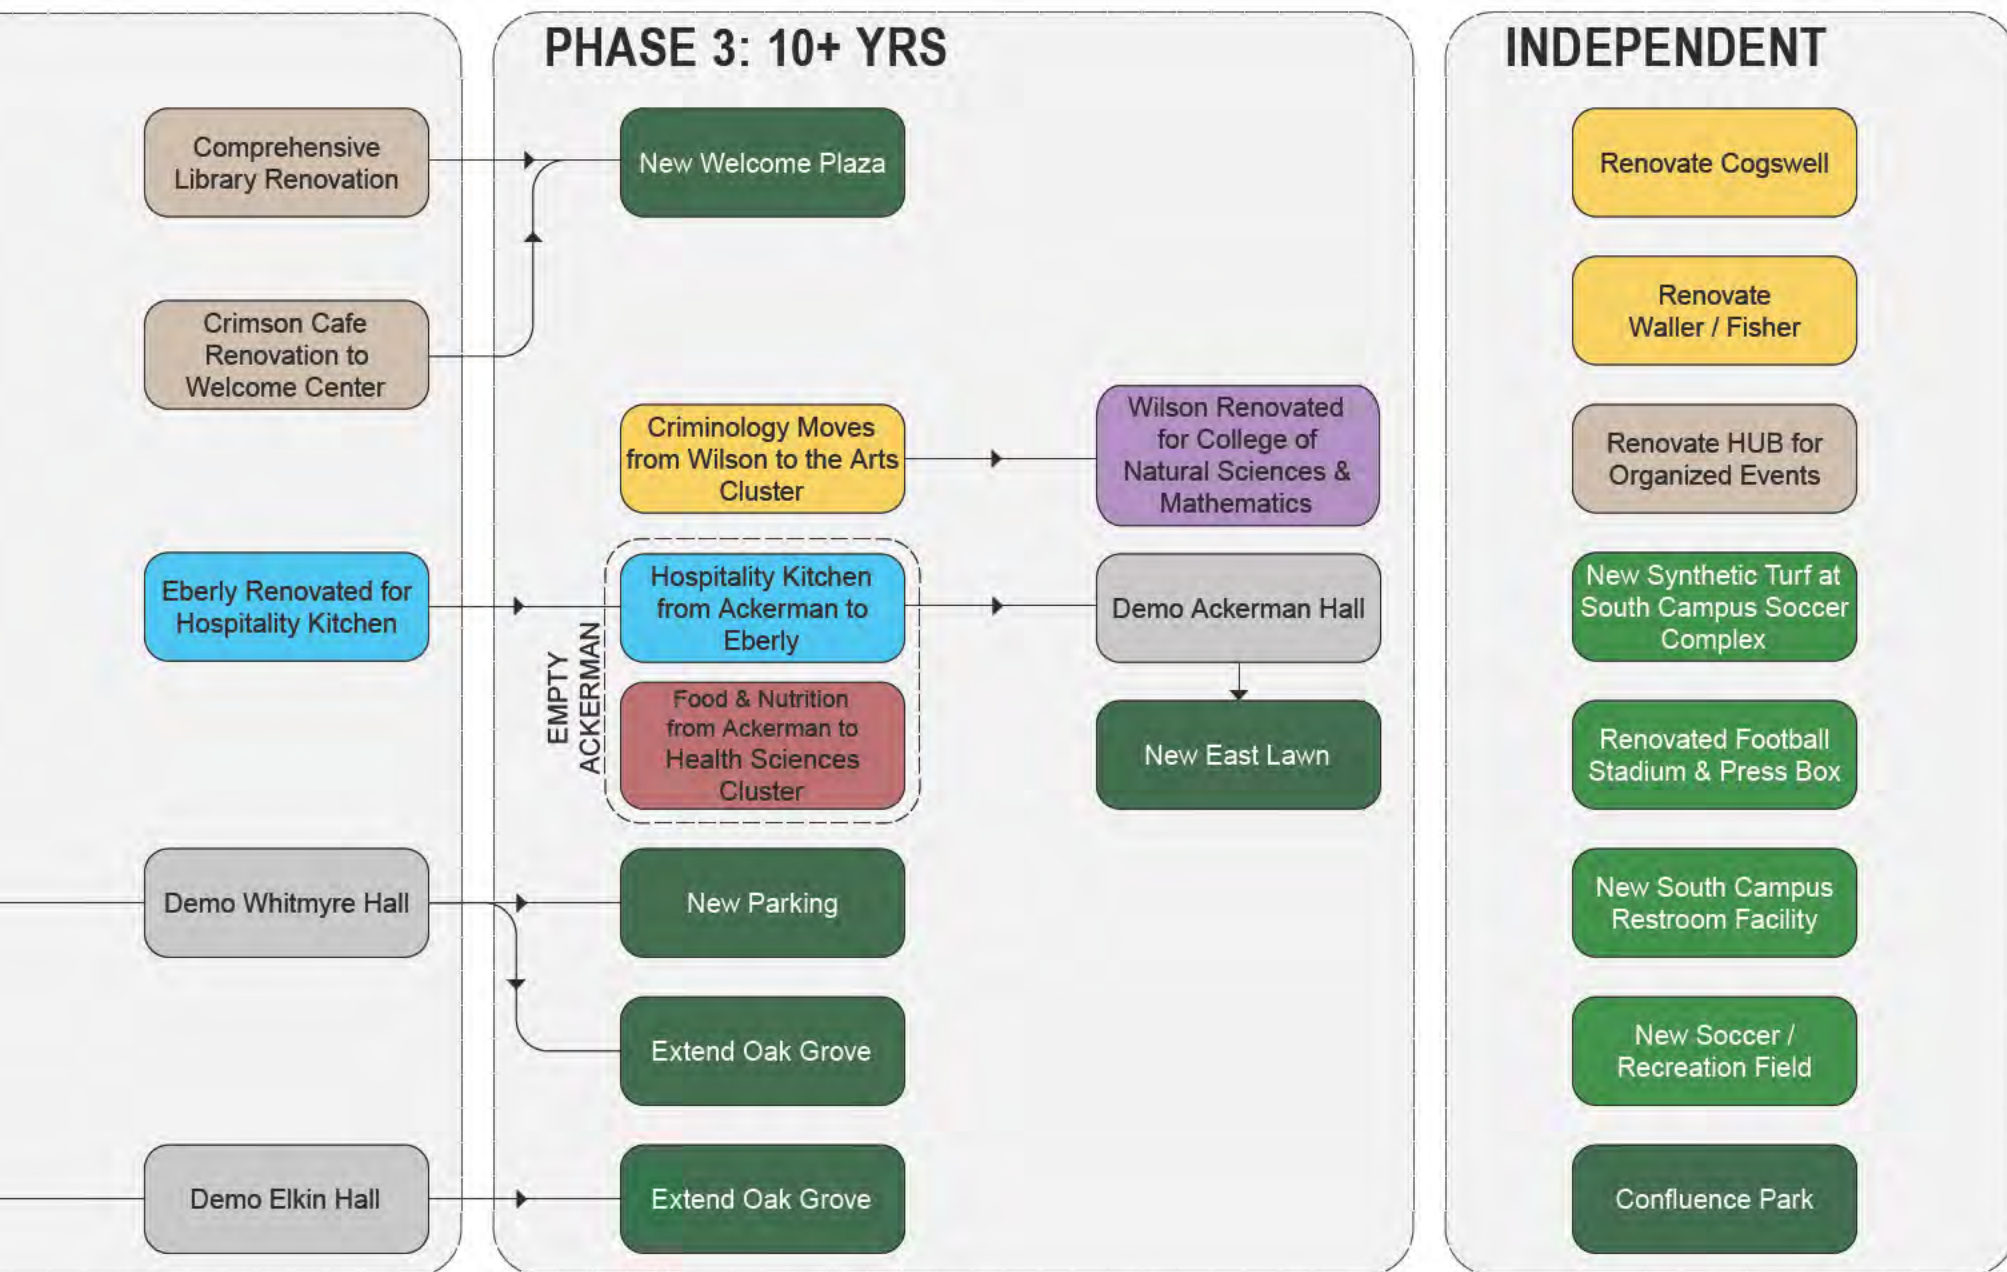 PHASE 3: 10+ YRS
INDEPENDENT
Comprehensive
Library Renovation
Crimson Cafe
Renovation to
Welcome Center
Eberly Renovated for
Hospitality Kitchen
Demo Whitmyre Hall
Demo Elkin Hall
New Welcome Plaza
Criminology Moves
from Wilson to the Arts
Cluster
EMPTY
ACKERMAN
Hospitality Kitchen
from Ackerman to
Eberly
Food & Nutrition
from Ackerman to
Health Sciences
Cluster
New Parking
Extend Oak Grove
Extend Oak Grove
Wilson Renovated
for College of
Natural Sciences &
Mathematics
Demo Ackerman Hall
New East Lawn
Renovate Cogswell
Renovate
Waller / Fisher
Renovate HUB for
Organized Events
New Synthetic Turf at
South Campus Soccer
Complex
Renovated Football
Stadium & Press Box
New South Campus
Restroom Facility
New Soccer /
Recreation Field
Confluence Park